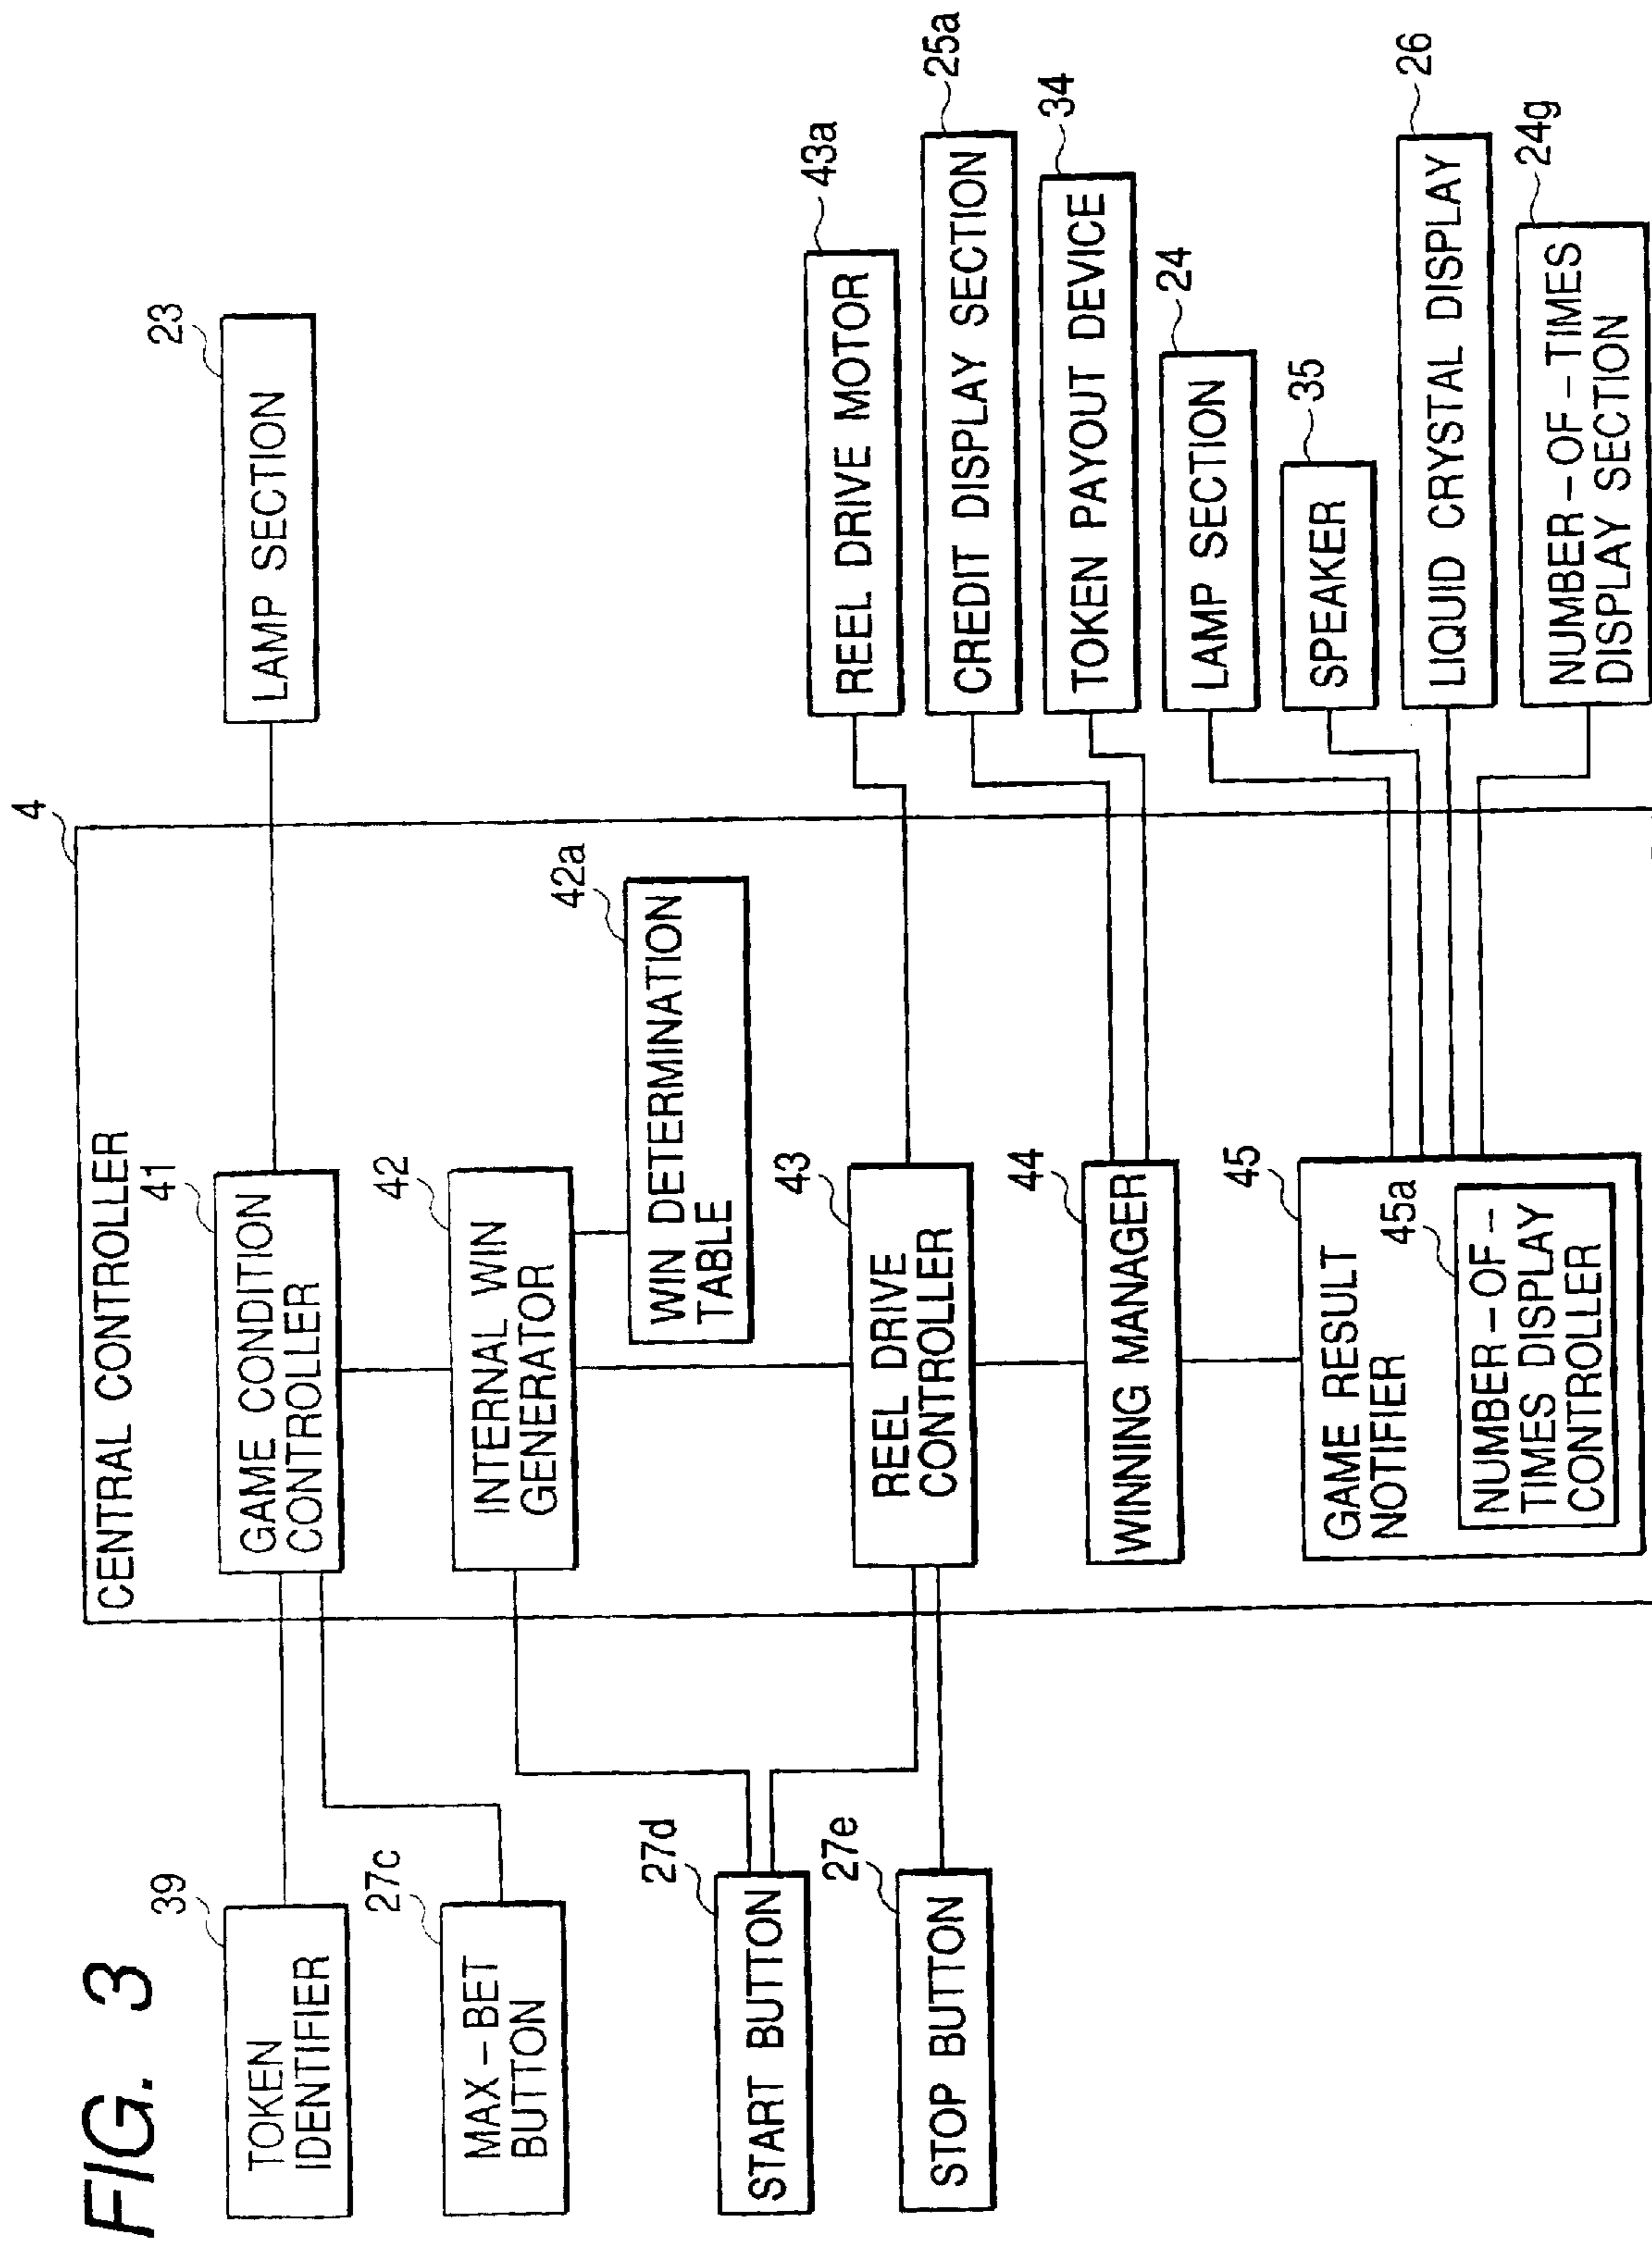 FIG. 3
39
TOKEN
IDENTIFIER
27c
MAX-BET
BUTTON
27d
START BUTTON
27e
STOP BUTTON
4
CENTRAL CONTROLLER
41
GAME CONDITION
CONTROLLER
42
INTERNAL WIN
GENERATOR
42a
WIN DETERMINATION
TABLE
43
REEL DRIVE
CONTROLLER
44
WINNING MANAGER
45
GAME RESULT
NOTIFIER
45a
NUMBER-OF-
TIMES DISPLAY
CONTROLLER
23
LAMP SECTION
43a
REEL DRIVE MOTOR
25a
CREDIT DISPLAY SECTION
34
TOKEN PAYOUT DEVICE
24
LAMP SECTION
35
SPEAKER
26
LIQUID CRYSTAL DISPLAY
24g
NUMBER-OF-TIMES
DISPLAY SECTION